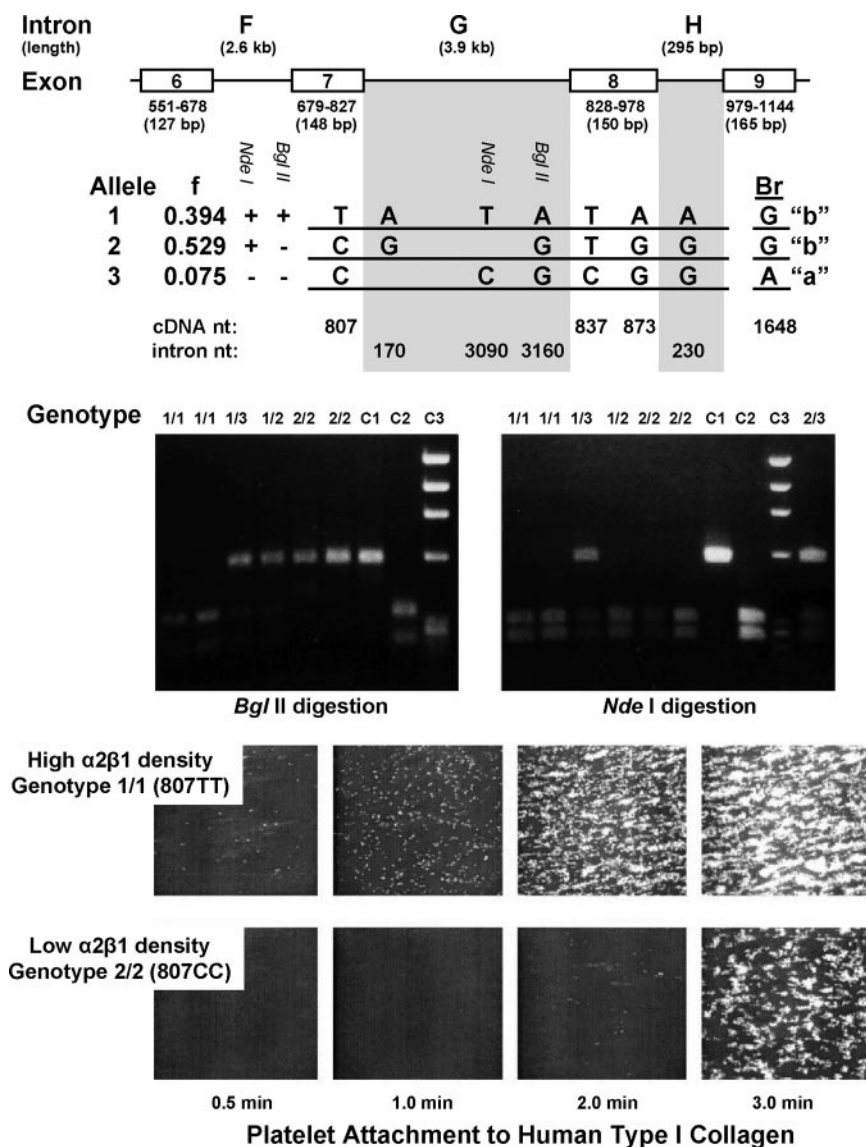 Intron F G H
(length) (2.6 kb) (3.9 kb) (295 bp)
Exon 6 7 8 9
551-678 679-827 828-978 979-1144
(127 bp) (148 bp) (150 bp) (165 bp)
Nde I Bgl II Nde I Bgl II
Allele f Br
1 0.394 + + T A T A T A A G "b"
2 0.529 + - C G G T G G G "b"
3 0.075 - - C C G C G G A "a"
cDNA nt: 807 837 873 1648
intron nt: 170 3090 3160 230
Genotype 1/1 1/1 1/3 1/2 2/2 2/2 C1 C2 C3 1/1 1/1 1/3 1/2 2/2 2/2 C1 C2 C3 2/3
Bgl II digestion Nde I digestion
High α2β1 density
Genotype 1/1 (807TT)
Low α2β1 density
Genotype 2/2 (807CC)
0.5 min 1.0 min 2.0 min 3.0 min
Platelet Attachment to Human Type I Collagen